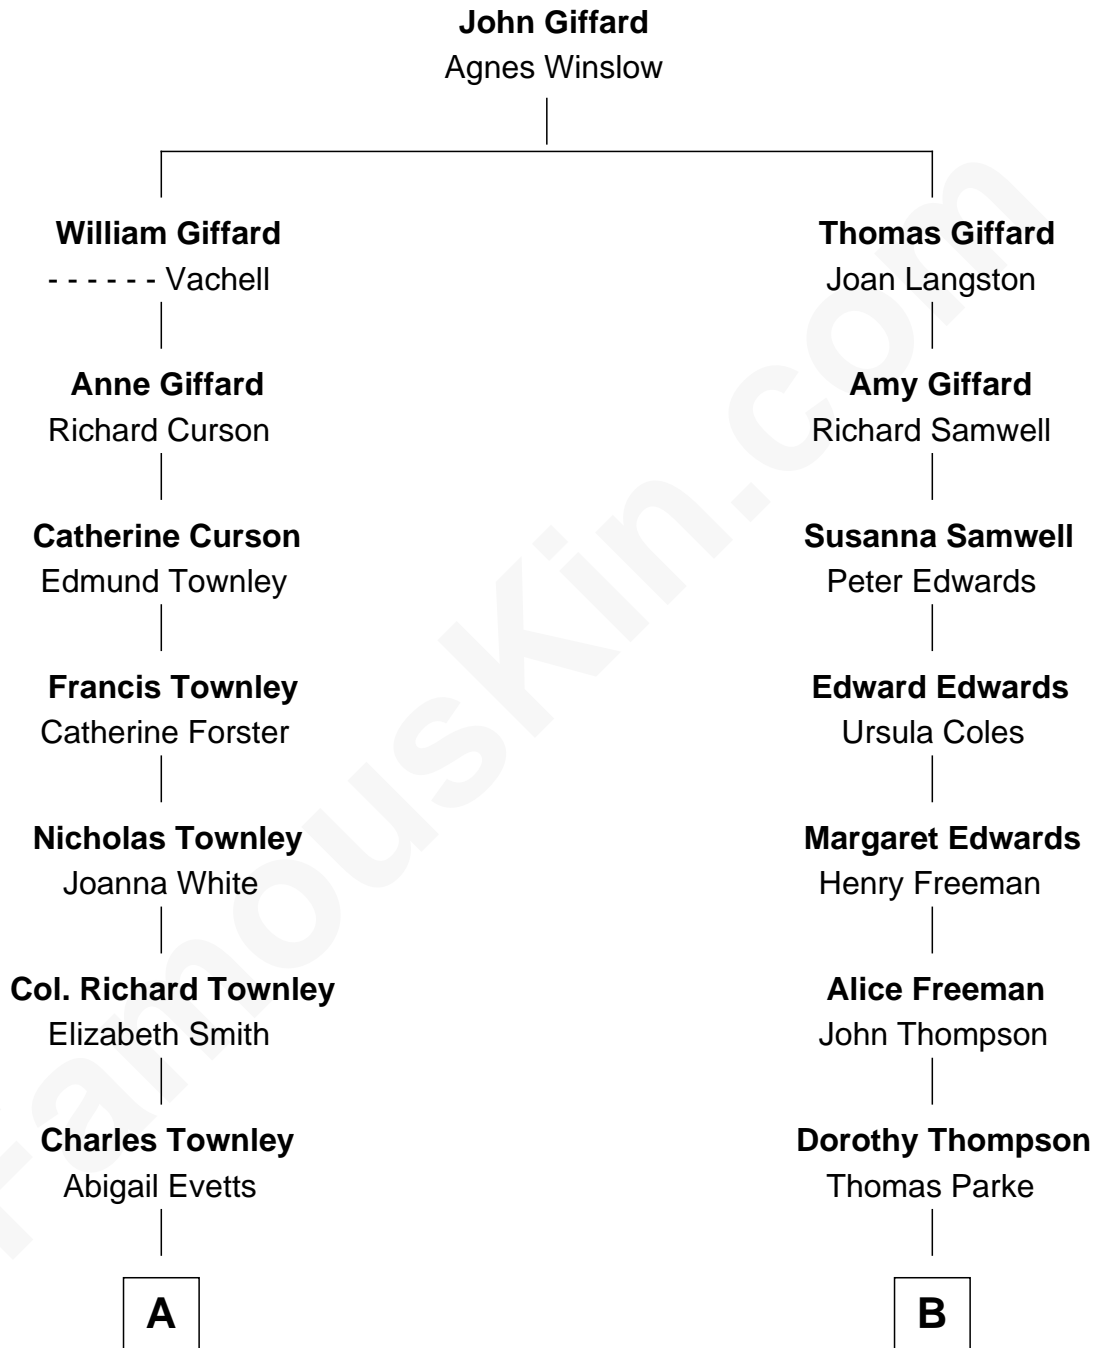 John Giffard
Agnes Winslow
William Giffard
- - - - - - Vachell
Thomas Giffard
Joan Langston
Anne Giffard
Richard Curson
Amy Giffard
Richard Samwell
Catherine Curson
Edmund Townley
Susanna Samwell
Peter Edwards
Francis Townley
Catherine Forster
Edward Edwards
Ursula Coles
Nicholas Townley
Joanna White
Margaret Edwards
Henry Freeman
Col. Richard Townley
Elizabeth Smith
Alice Freeman
John Thompson
Charles Townley
Abigail Evetts
Dorothy Thompson
Thomas Parke
A
B
FamousKin.com